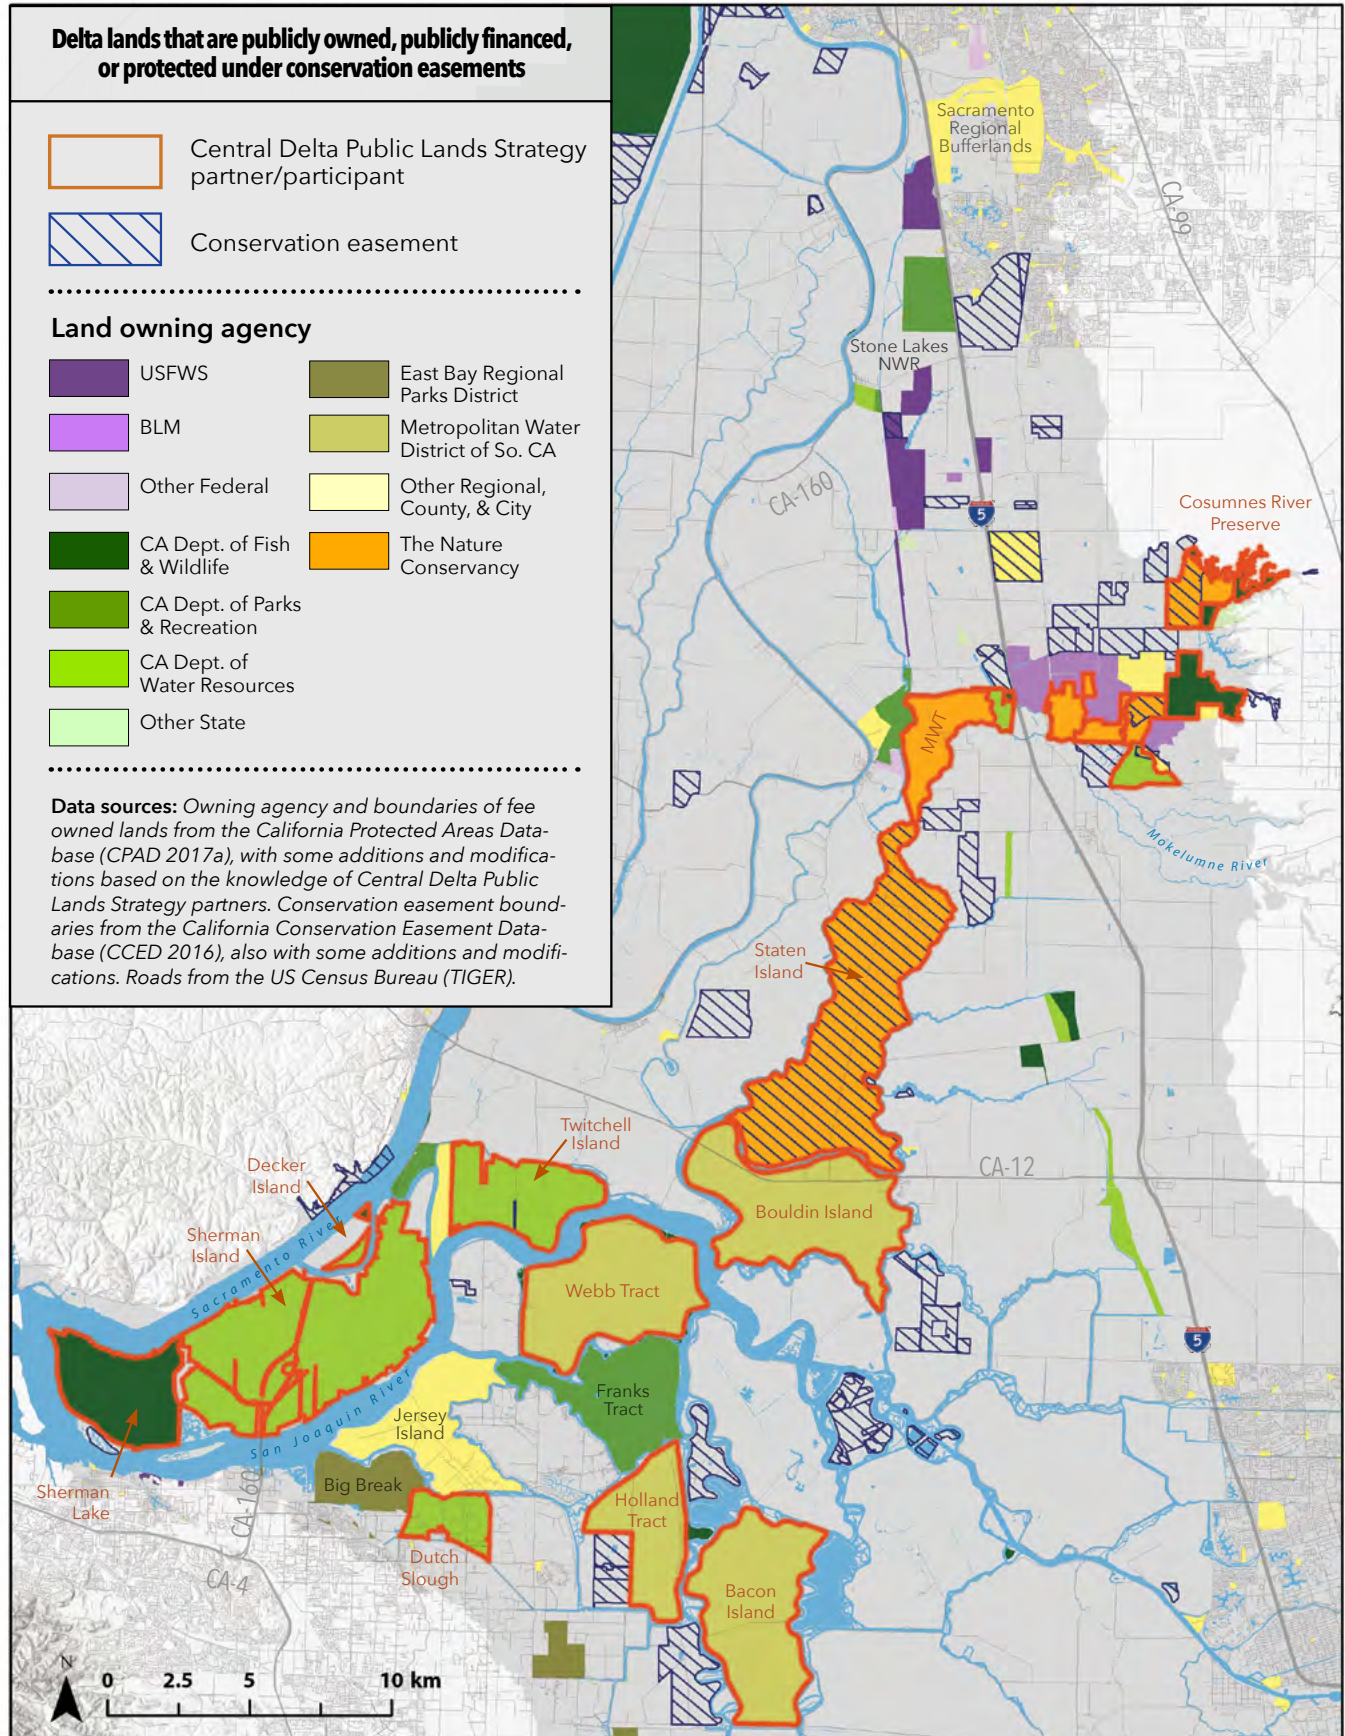 Delta lands that are publicly owned, publicly financed,
or protected under conservation easements
Central Delta Public Lands Strategy
partner/participant
Conservation easement
Land owning agency
USFWS
BLM
Other Federal
CA Dept. of Fish
& Wildlife
CA Dept. of Parks
& Recreation
CA Dept. of
Water Resources
Other State
East Bay Regional
Parks District
Metropolitan Water
District of So. CA
Other Regional,
County, & City
The Nature
Conservancy
Data sources: Owning agency and boundaries of fee
owned lands from the California Protected Areas Data-
base (CPAD 2017a), with some additions and modifica-
tions based on the knowledge of Central Delta Public
Lands Strategy partners. Conservation easement bound-
aries from the California Conservation Easement Data-
base (CCED 2016), also with some additions and modifi-
cations. Roads from the US Census Bureau (TIGER).
Sacramento
Regional
Bufferlands
CA-99
Stone Lakes
NWR
CA-160
5
Cosumnes River
Preserve
MWT
Mokelumne River
Staten
Island
Twitchell
Island
CA-12
Decker
Island
Bouldin Island
Sherman
Island
Sacramento River
Webb Tract
5
Franks
Tract
Jersey
Island
San Joaquin River
Big Break
Sherman
Lake
CA-160
Holland
Tract
Dutch
Slough
CA-4
Bacon
Island
N
0 2.5 5 10 km